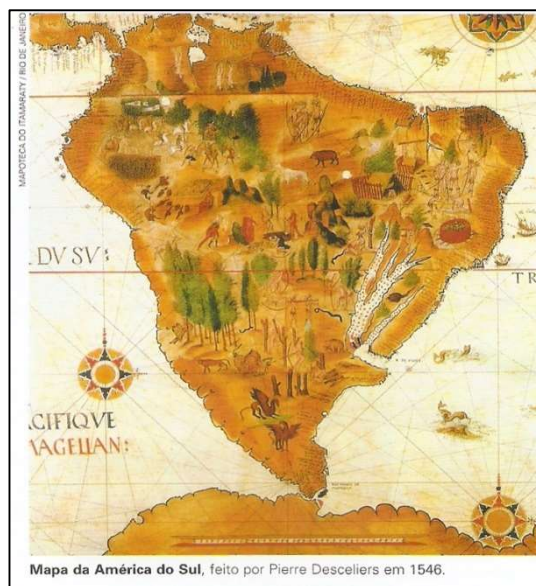 MAPOTECA DO ITAMARATY / RIO DE JANEIRO
DV SV:
TR
ACIFIQVE
MAGELLAN:
Mapa da América do Sul, feito por Pierre Desceliers em 1546.